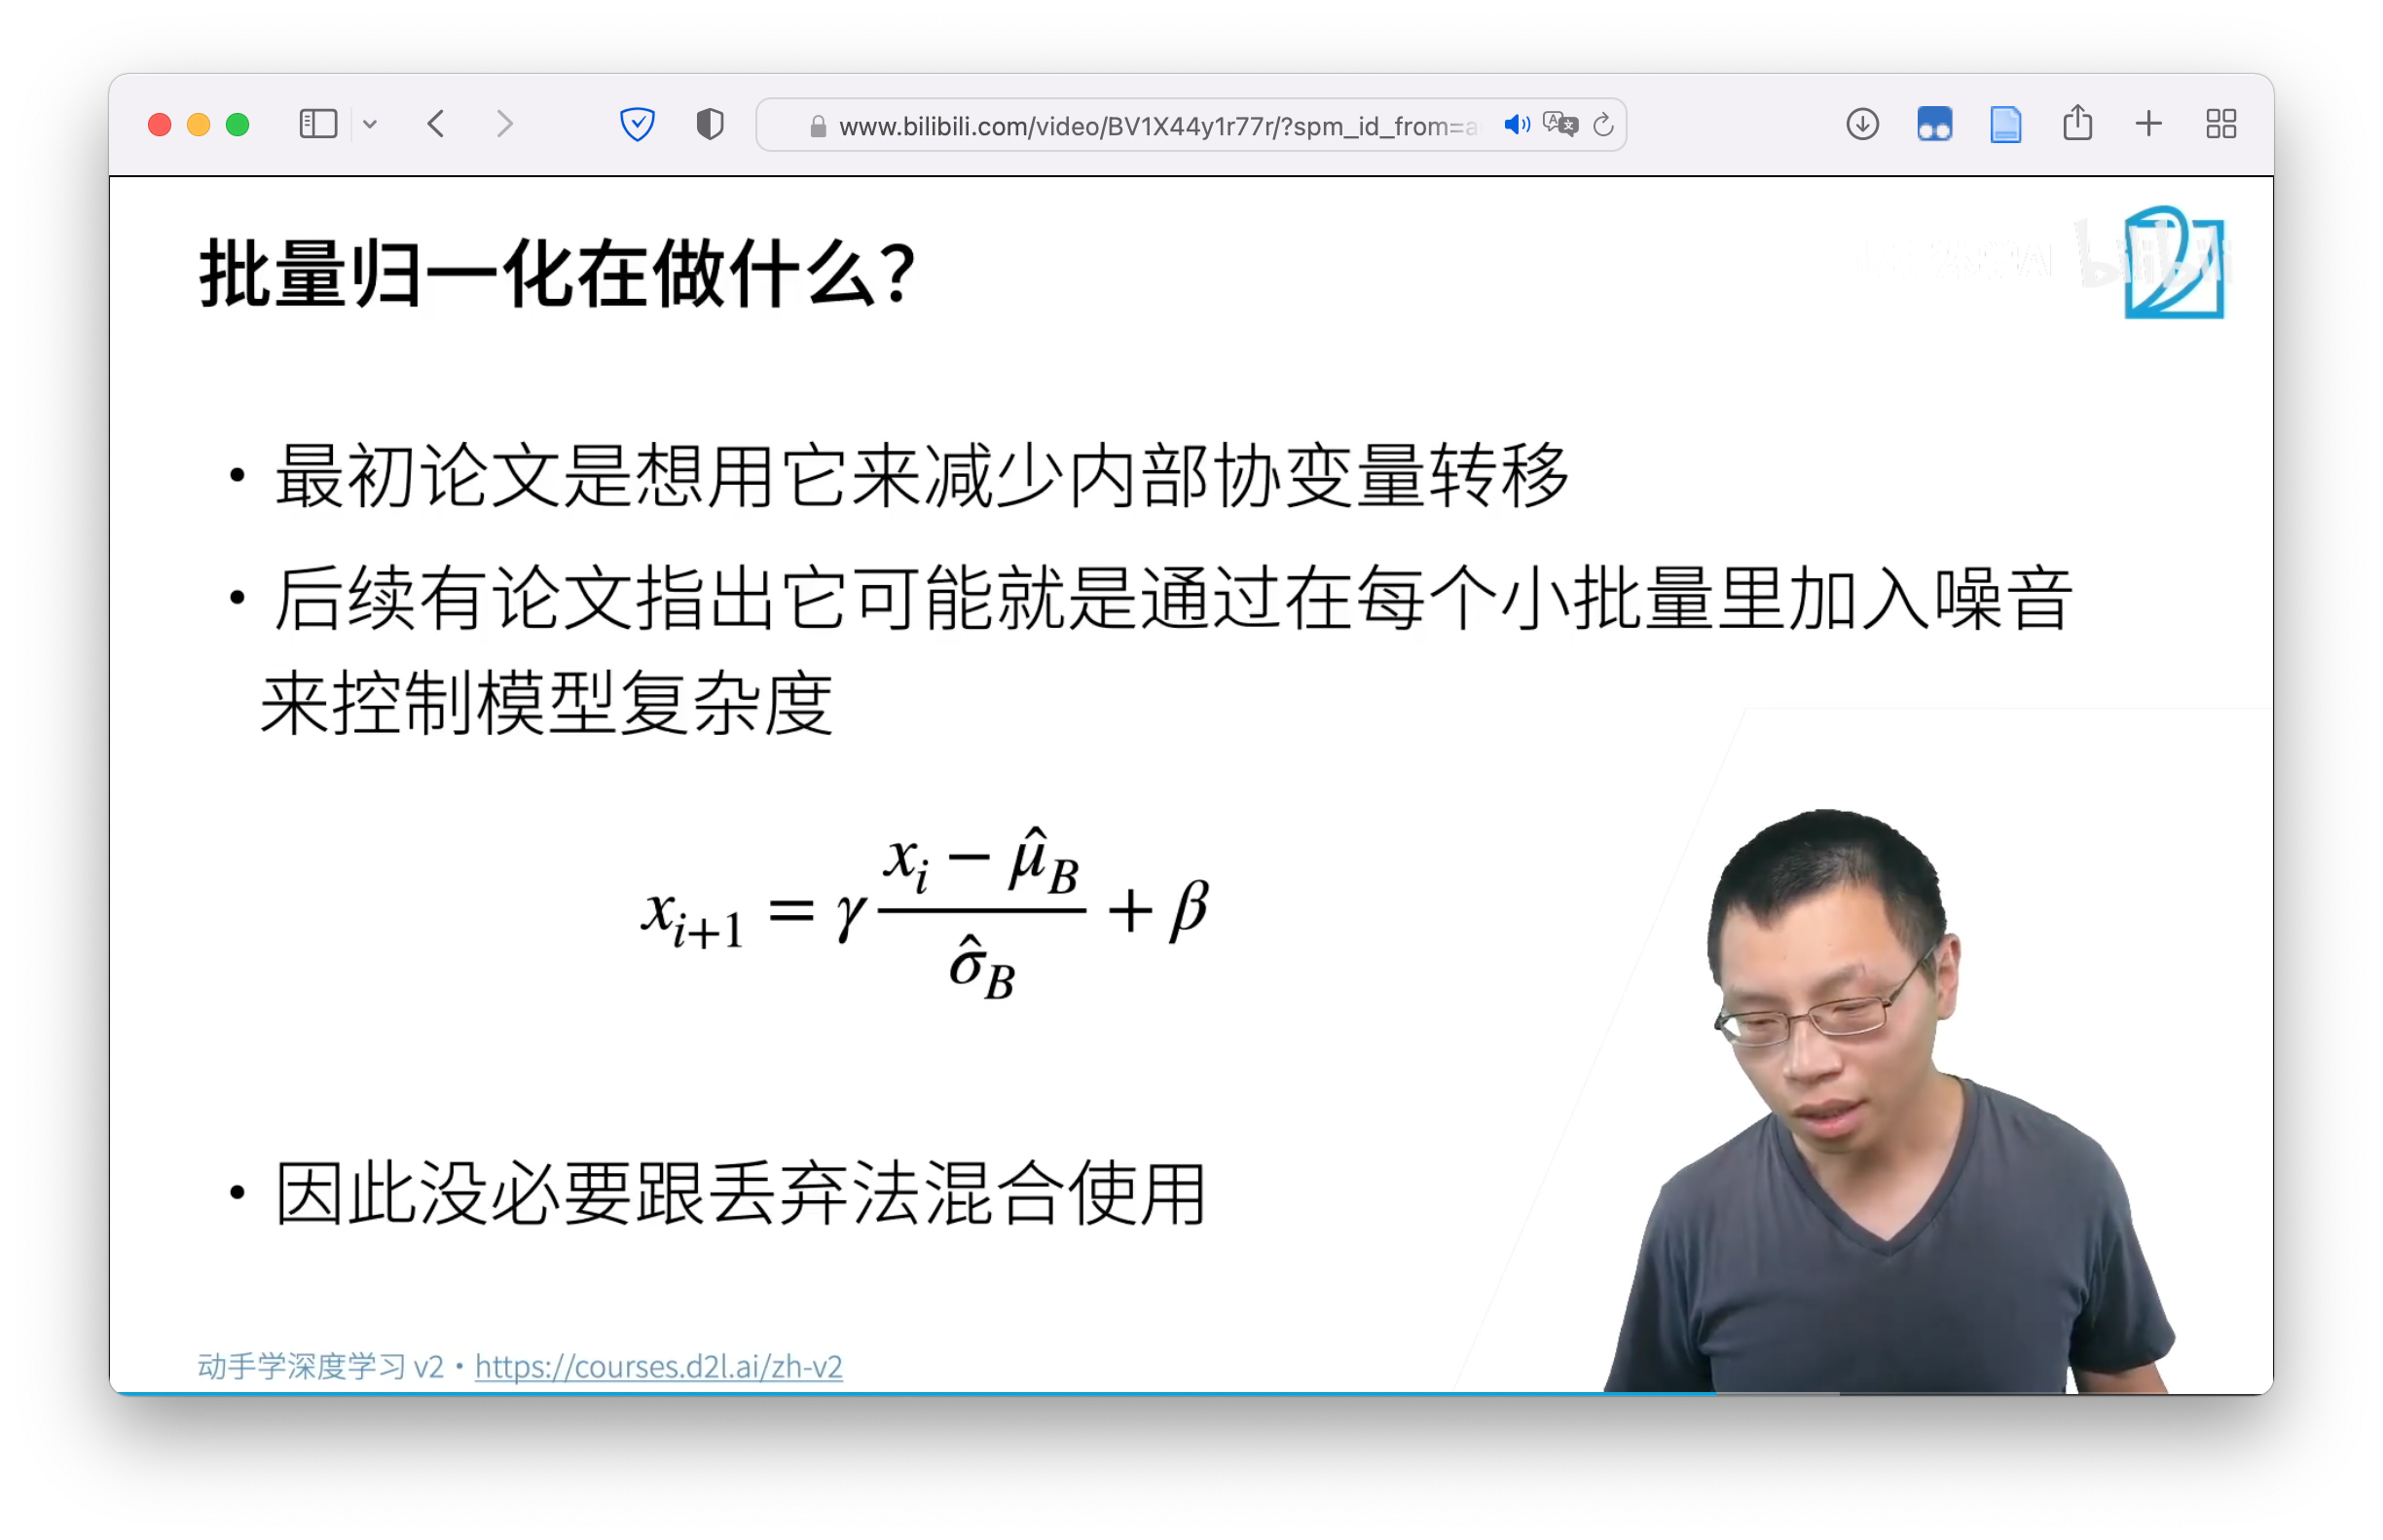 www.bilibili.com/video/BV1X44y1r77r/?spm_id_from=
批量归一化在做什么？
bilibili
• 最初论文是想用它来减少内部协变量转移
• 后续有论文指出它可能就是通过在每个小批量里加入噪音
来控制模型复杂度
x_{i+1} = γ \frac{x_i − \hat{μ}_B}{\hat{σ}_B} + β
• 因此没必要跟丢弃法混合使用
动手学深度学习 v2 • https://courses.d2l.ai/zh-v2